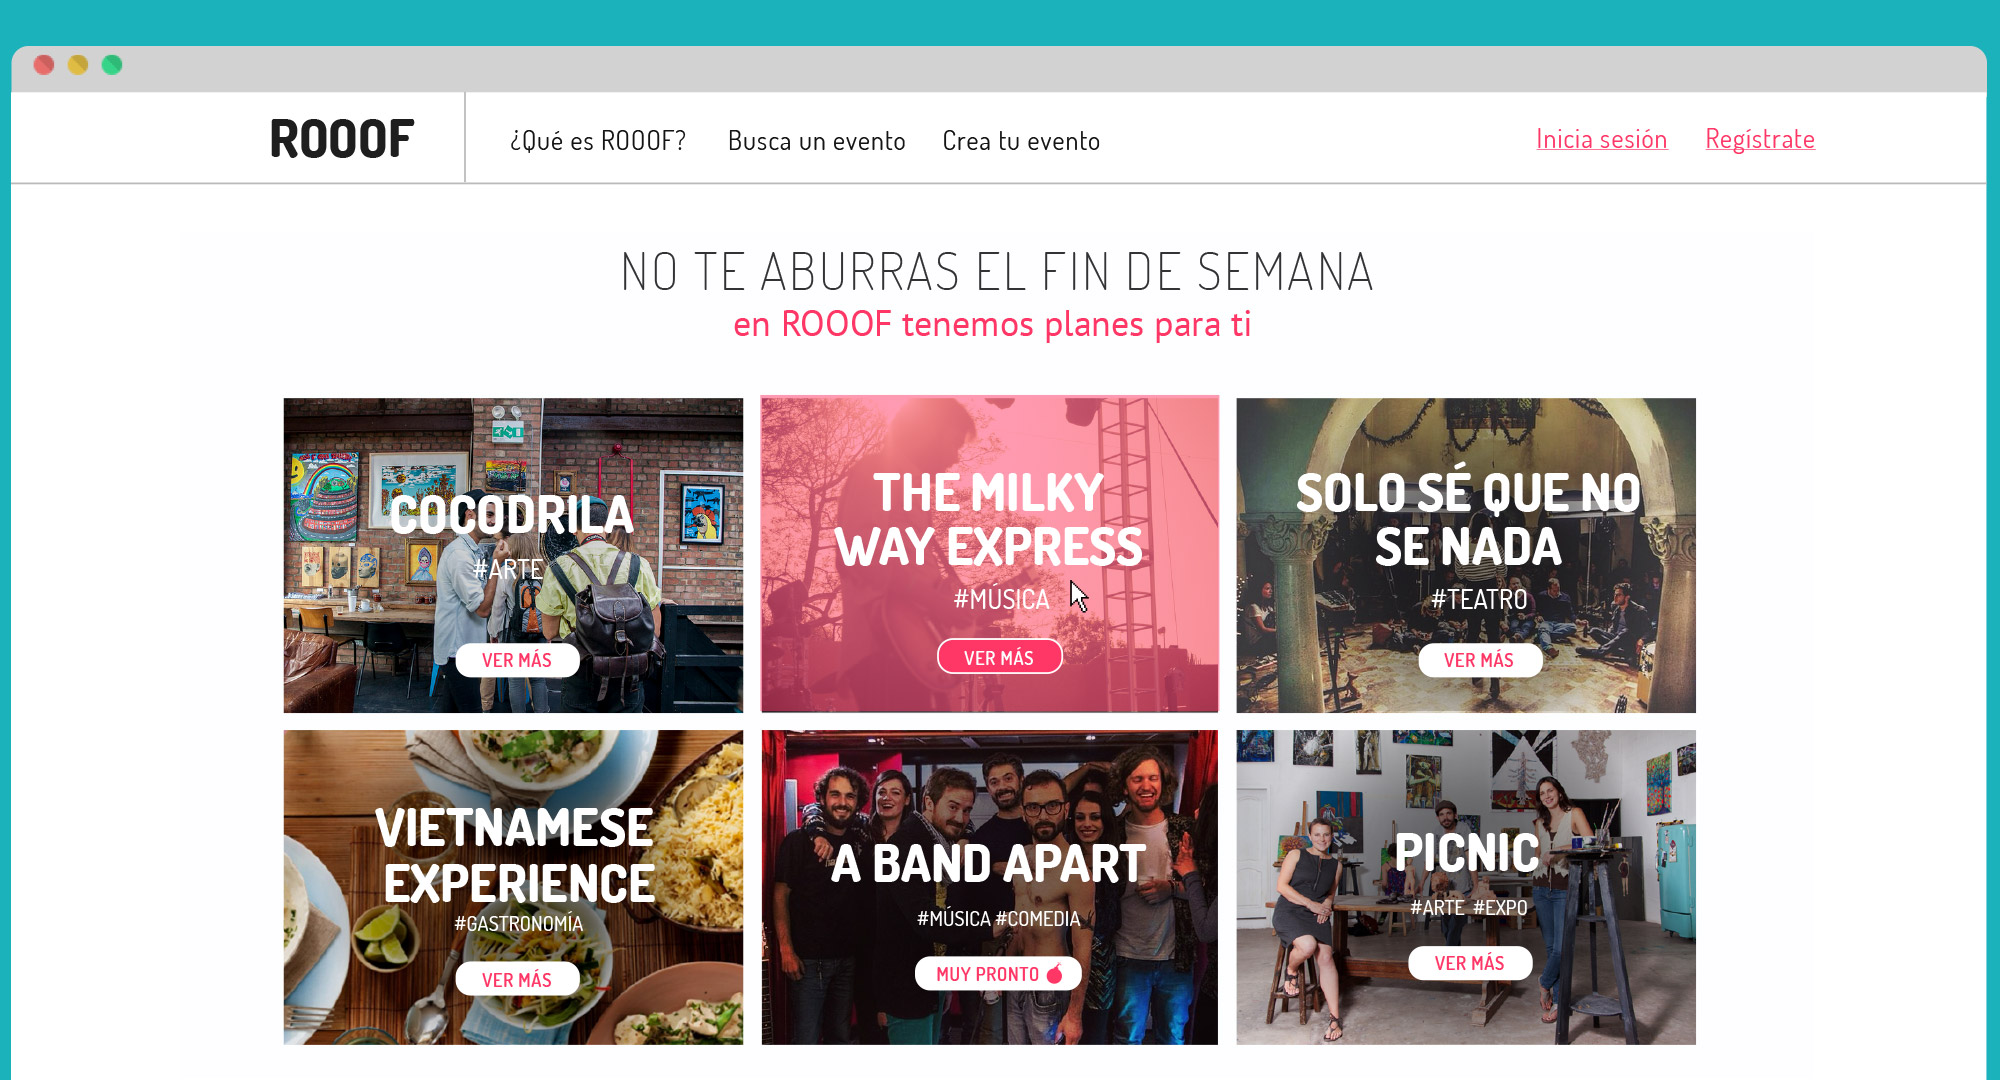 ROOOF
¿Qué es ROOOF?
Busca un evento
Crea tu evento
Inicia sesión
Regístrate
NO TE ABURRAS EL FIN DE SEMANA
en ROOOF tenemos planes para ti
COCODRILA
#ARTE
VER MÁS
THE MILKY
WAY EXPRESS
#MÚSICA
VER MÁS
SOLO SÉ QUE NO
SE NADA
#TEATRO
VER MÁS
VIETNAMESE
EXPERIENCE
#GASTRONOMÍA
VER MÁS
A BAND APART
#MÚSICA #COMEDIA
MUY PRONTO
PICNIC
#ARTE #EXPO
VER MÁS